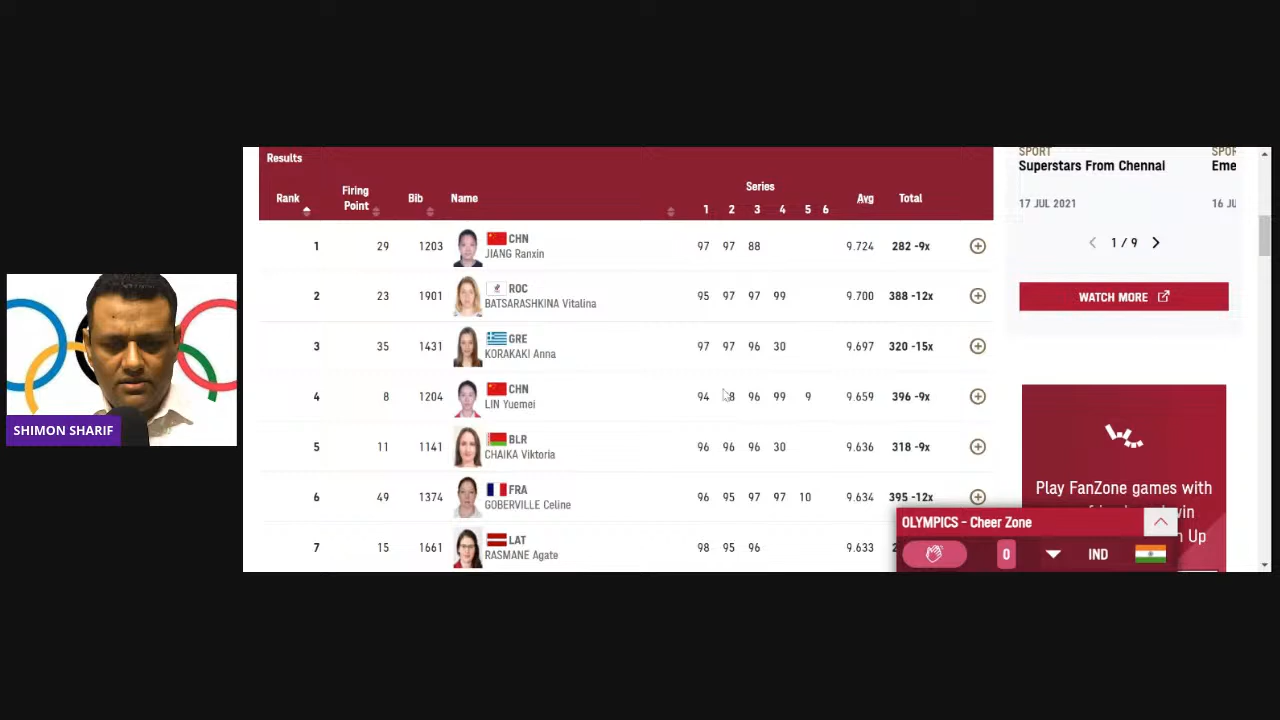 Results
Rank Firing Point Bib Name Series 1 2 3 4 5 6 Avg Total
1 29 1203 CHN JIANG Ranxin 97 97 88 9.724 282 -9x
2 23 1901 ROC BATSARASHKINA Vitalina 95 97 97 99 9.700 388 -12x
3 35 1431 GRE KORAKAKI Anna 97 97 96 30 9.697 320 -15x
4 8 1204 CHN LIN Yuemei 94 96 99 9 9.659 396 -9x
5 11 1141 BLR CHAIKA Viktoria 96 96 96 30 9.636 318 -9x
6 49 1374 FRA GOBERVILLE Celine 96 95 97 97 10 9.634 395 -12x
7 15 1661 LAT RASMANE Agate 98 95 96 9.633
SPORT
Superstars From Chennai
Eme
17 JUL 2021
16 JU
1 / 9
WATCH MORE
Play FanZone games with
OLYMPICS - Cheer Zone
0 IND
SHIMON SHARIF